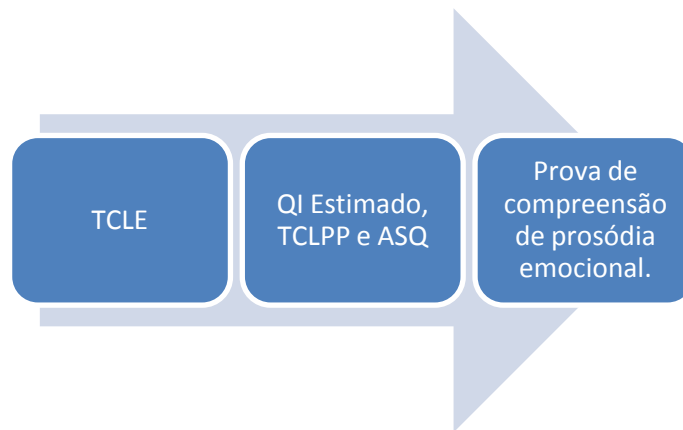 TCLE
QI Estimado,
TCLPP e ASQ
Prova de
compreensão
de prosódia
emocional.